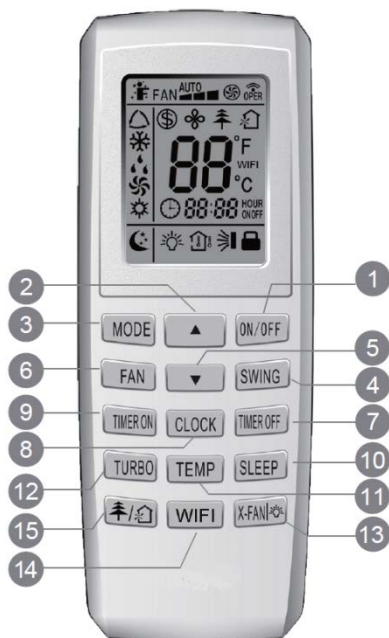 FAN AUTO OPER
°F
88 WIFI
°C
88:88 HOUR
ON OFF
2 1
3 MODE ▲ ON/OFF
5
6 FAN ▼ SWING
4
9 TIMER ON CLOCK TIMER OFF
8 7
10
TURBO TEMP SLEEP
12 11
15 WIFI X-FAN
13
14